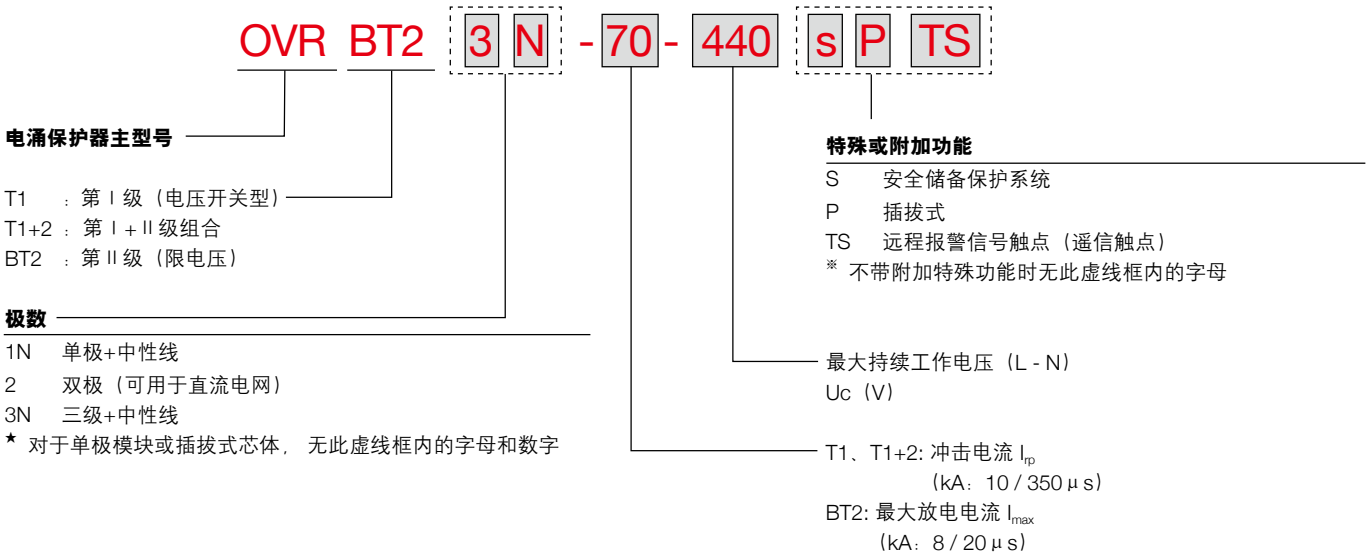 OVR BT2 3 N - 70 - 440 s P TS
电涌保护器主型号
T1 ：第 I 级（电压开关型）
T1+2 ：第 I + II 级组合
BT2 ：第 II 级（限电压）
极数
1N 单极+中性线
2 双极（可用于直流电网）
3N 三级+中性线
★ 对于单极模块或插拔式芯体，无此虚线框内的字母和数字
特殊或附加功能
S 安全储备保护系统
P 插拔式
TS 远程报警信号触点（遥信触点）
※ 不带附加特殊功能时无此虚线框内的字母
最大持续工作电压（L - N）
Uc（V）
T1、T1+2: 冲击电流 Irp
（kA：10 / 350 μ s）
BT2: 最大放电电流 Imax
（kA：8 / 20 μ s）